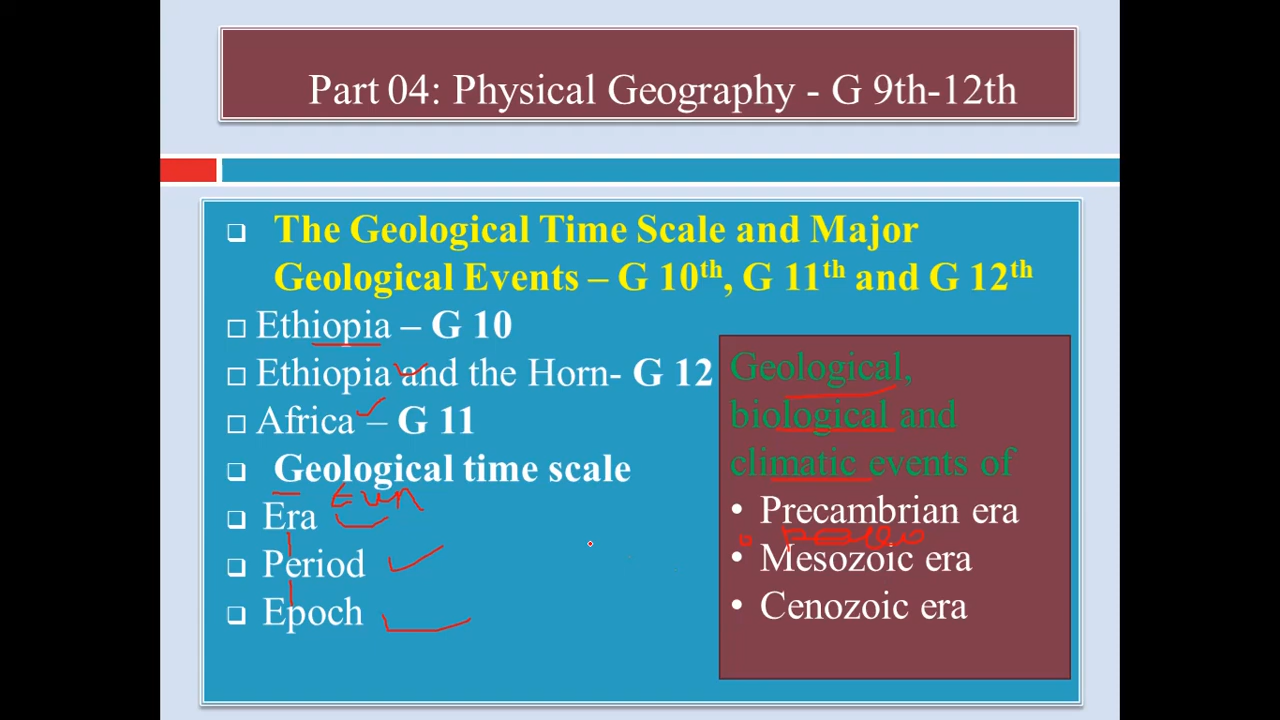 Part 04: Physical Geography - G 9th-12th
The Geological Time Scale and Major
Geological Events – G 10th, G 11th and G 12th
Ethiopia – G 10
Ethiopia and the Horn- G 12
Africa – G 11
Geological time scale
Era
Period
Epoch
Geological,
biological and
climatic events of
• Precambrian era
• Mesozoic era
• Cenozoic era